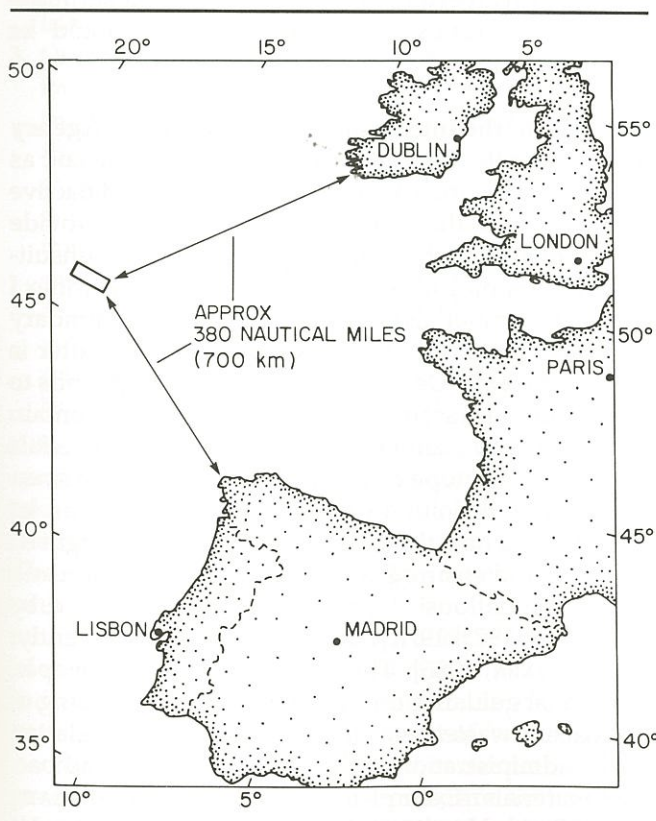 20° 15° 10° 5°
50°
55°
DUBLIN
LONDON
45°
APPROX
380 NAUTICAL MILES
(700 km)
50°
PARIS
40°
45°
LISBON
MADRID
35°
40°
10° 5° 0°